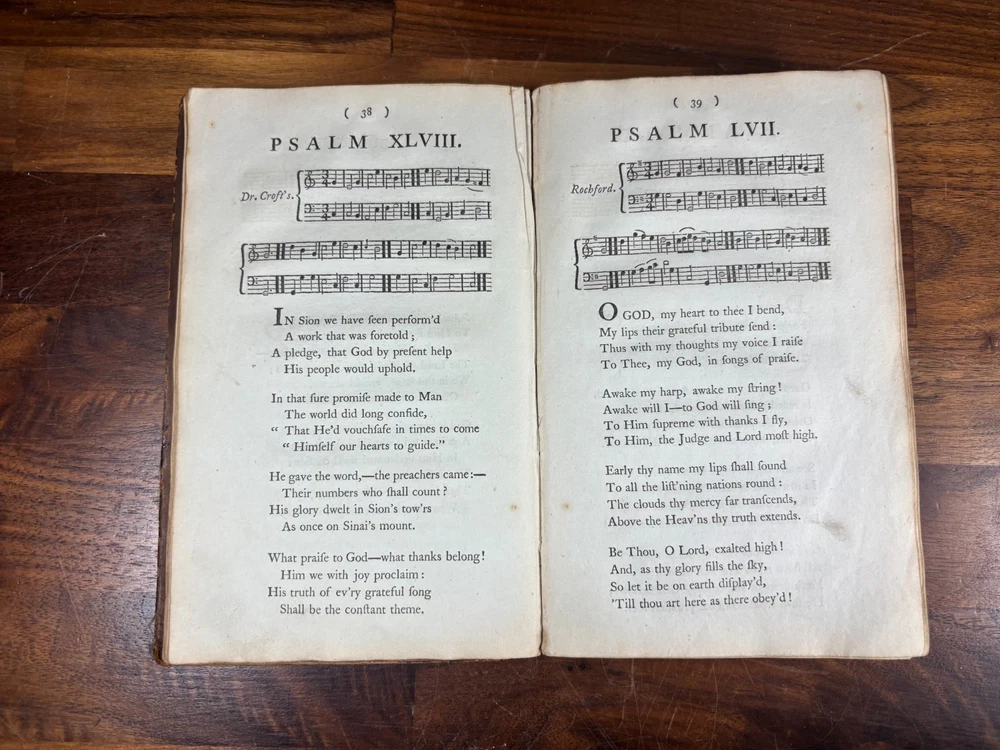 ( 38 )
PSALM XLVIII.
Dr. Croft's.
IN Sion we have ſeen perform'd
A work that was foretold;
A pledge, that God by preſent help
His people would uphold.
In that ſure promiſe made to Man
The world did long confide,
“ That He'd vouchſafe in times to come
“ Himſelf our hearts to guide.”
He gave the word,—the preachers came:—
Their numbers who ſhall count?
His glory dwelt in Sion's tow'rs
As once on Sinai's mount.
What praiſe to God—what thanks belong!
Him we with joy proclaim:
His truth of ev'ry grateful ſong
Shall be the conſtant theme.
( 39 )
PSALM LVII.
Rochford.
O GOD, my heart to thee I bend,
My lips their grateful tribute ſend:
Thus with my thoughts my voice I raiſe
To Thee, my God, in ſongs of praiſe.
Awake my harp, awake my ſtring!
Awake will I—to God will ſing;
To Him ſupreme with thanks I fly,
To Him, the Judge and Lord moſt high.
Early thy name my lips ſhall ſound
To all the liſt'ning nations round:
The clouds thy mercy far tranſcends,
Above the Heav'ns thy truth extends.
Be Thou, O Lord, exalted high!
And, as thy glory fills the ſky,
So let it be on earth diſplay'd,
'Till thou art here as there obey'd!